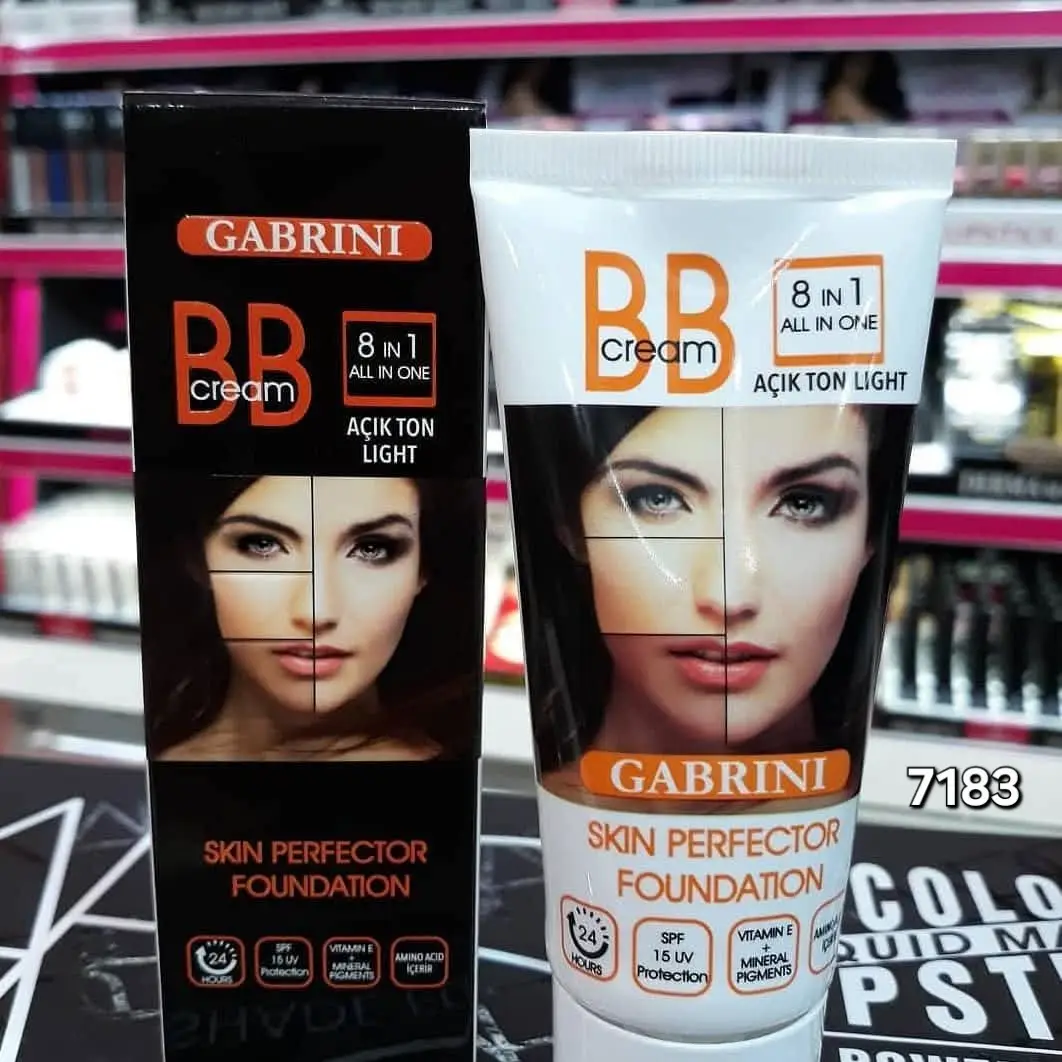 GABRINI
BB
cream
8 IN 1
ALL IN ONE
AÇIK TON
LIGHT
SKIN PERFECTOR
FOUNDATION
24
HOURS
SPF
15 UV
Protection
VITAMIN E
+
MINERAL
PIGMENTS
AMINO ACID
İÇERİR
BB
cream
8 IN 1
ALL IN ONE
AÇIK TON LIGHT
GABRINI
SKIN PERFECTOR
FOUNDATION
24
HOURS
SPF
15 UV
Protection
VITAMIN E
+
MINERAL
PIGMENTS
7183
COLO
QUID MA
PST